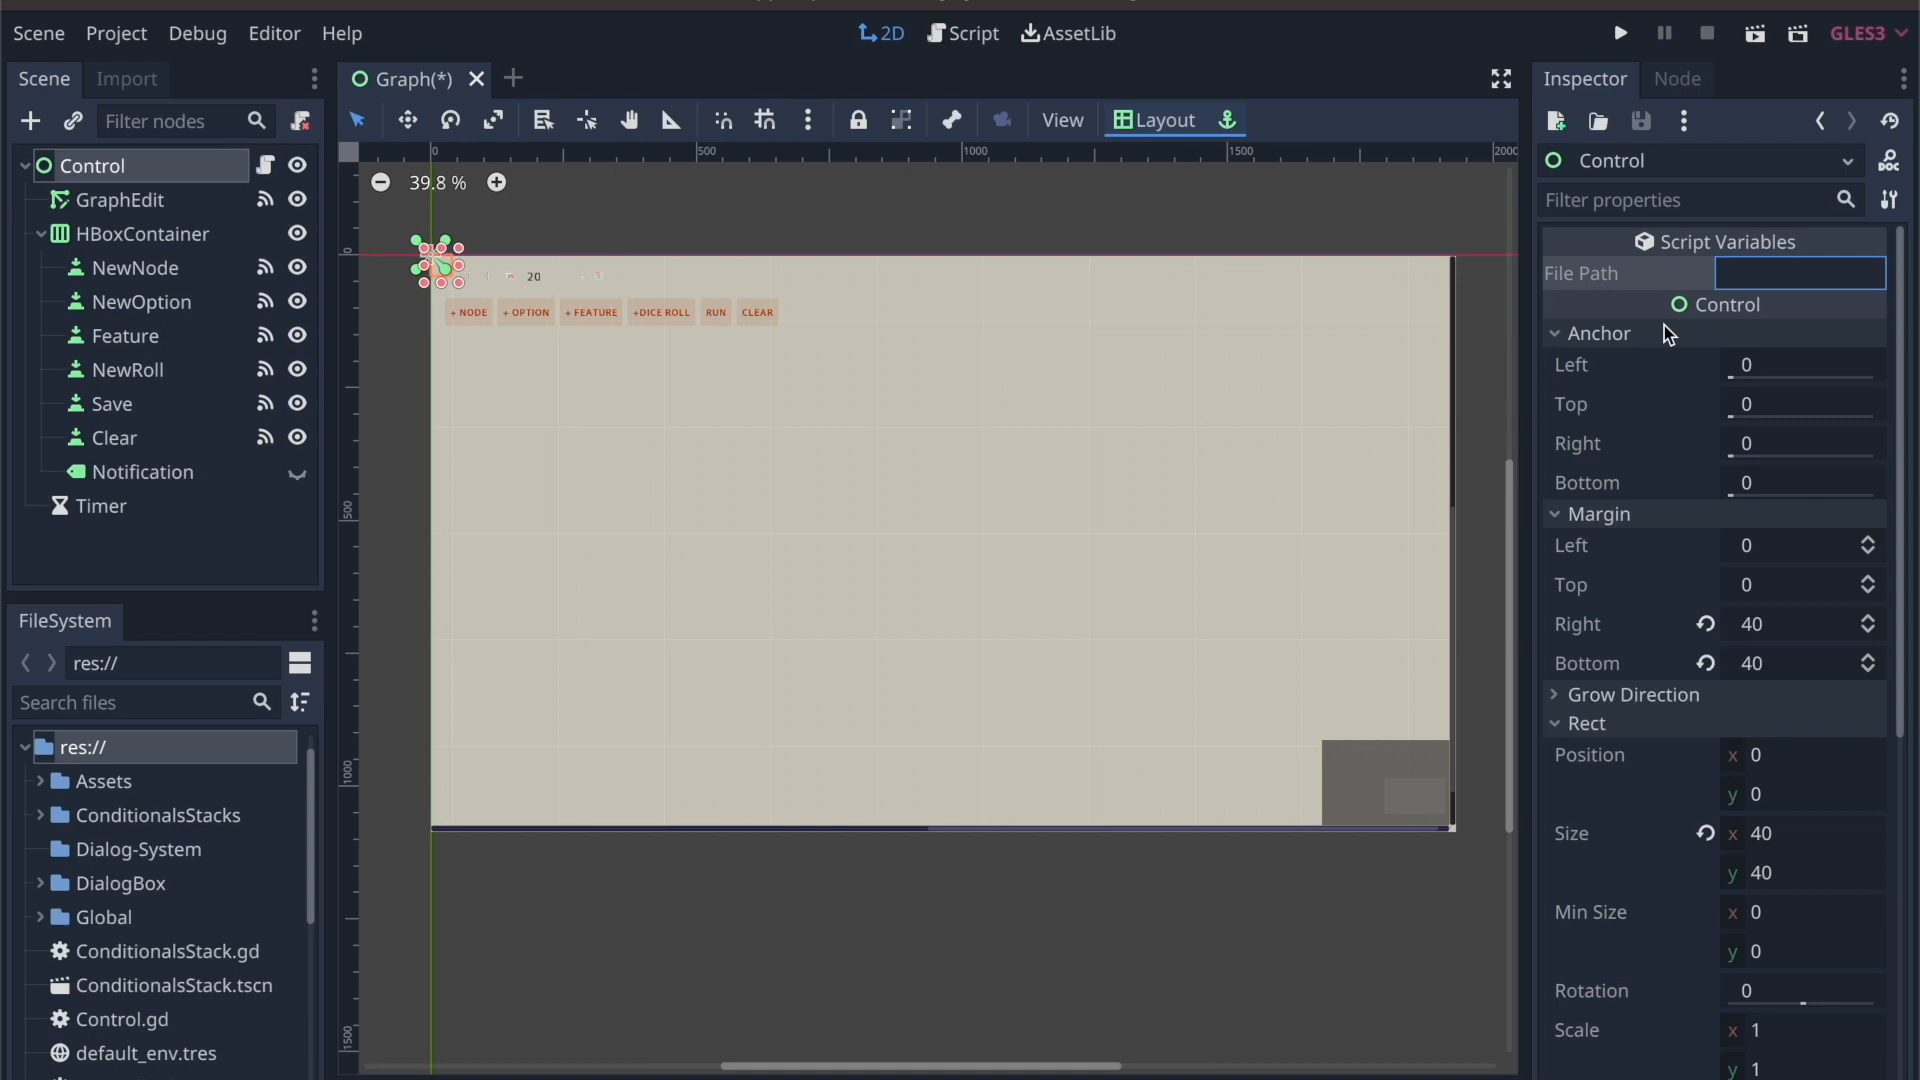 Scene Project Debug Editor Help
2D Script AssetLib
GLES3
Scene Import
Graph(*)
Inspector Node
Filter nodes
View Layout
0 500 1000 1500 2000
39.8 %
Control
Filter properties
Control
GraphEdit
HBoxContainer
NewNode
NewOption
Feature
NewRoll
Save
Clear
Notification
Timer
0
500
1000
1500
20
+ NODE + OPTION + FEATURE +DICE ROLL RUN CLEAR
FileSystem
res://
Search files
res://
Assets
ConditionalsStacks
Dialog-System
DialogBox
Global
ConditionalsStack.gd
ConditionalsStack.tscn
Control.gd
default_env.tres
Script Variables
File Path
Control
Anchor
Left 0
Top 0
Right 0
Bottom 0
Margin
Left 0
Top 0
Right 40
Bottom 40
Grow Direction
Rect
Position x 0
y 0
Size x 40
y 40
Min Size x 0
y 0
Rotation 0
Scale x 1
y 1